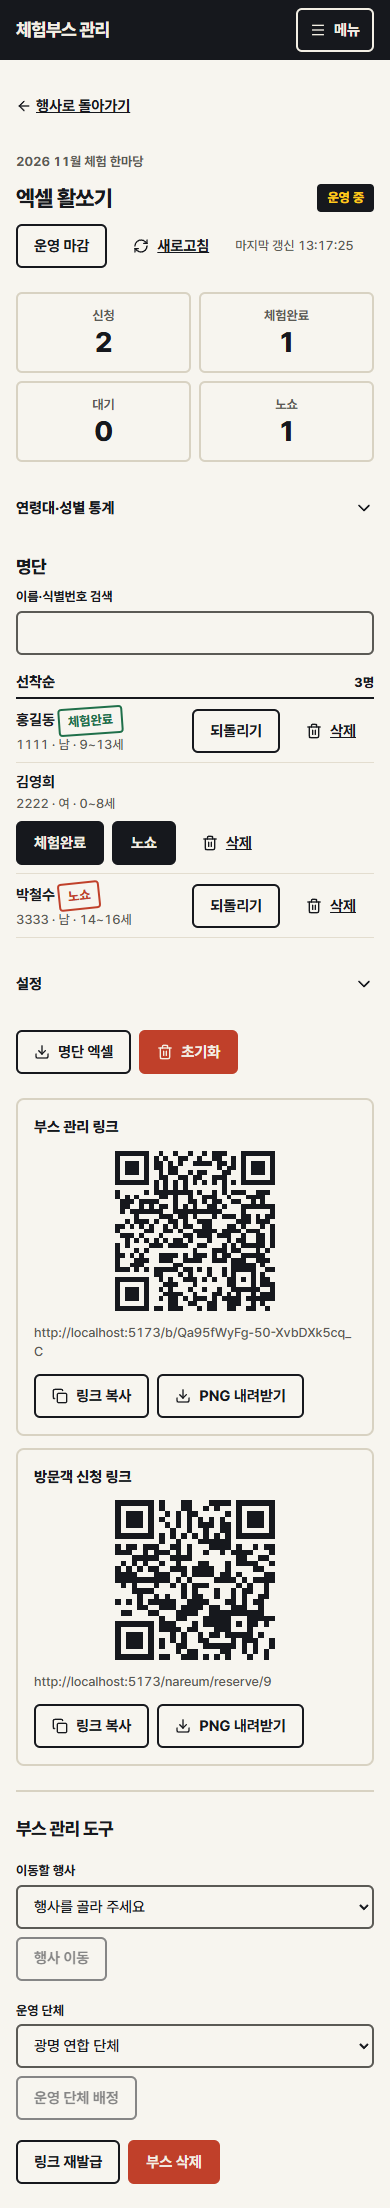 체험부스 관리
메뉴
행사로 돌아가기
2026 11월 체험 한마당
엑셀 활쏘기
운영 중
운영 마감
새로고침
마지막 갱신 13:17:25
신청
2
체험완료
1
대기
0
노쇼
1
연령대·성별 통계
명단
이름·식별번호 검색
선착순
3명
홍길동 체험완료
1111 · 남 · 9~13세
되돌리기
삭제
김영희
2222 · 여 · 0~8세
체험완료
노쇼
삭제
박철수 노쇼
3333 · 남 · 14~16세
되돌리기
삭제
설정
명단 엑셀
초기화
부스 관리 링크
http://localhost:5173/b/Qa95fWyFg-50-XvbDXk5cq_
C
링크 복사
PNG 내려받기
방문객 신청 링크
http://localhost:5173/nareum/reserve/9
링크 복사
PNG 내려받기
부스 관리 도구
이동할 행사
행사를 골라 주세요
행사 이동
운영 단체
광명 연합 단체
운영 단체 배정
링크 재발급
부스 삭제